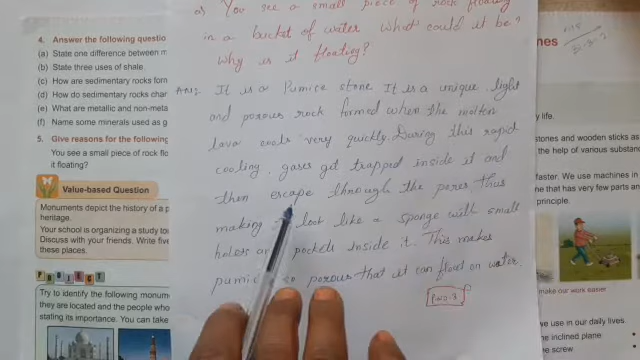 a) You see a small piece of rock floating
in a bucket of water What could it be?
Why is it floating?
Ans: It is a Pumice stone It is a unique, light
and porous rock formed when the molten
lava cools very quickly. During this rapid
cooling, gases get trapped inside it and
then escape through the pores, thus
making look like a sponge with small
holes pockets inside it. This makes
so porous that it can float on water.
4. Answer the following questio
(a) State one difference between m
(b) State three uses of shale.
(c) How are sedimentary rocks form
(d) How do sedimentary rocks char
(e) What are metallic and non-meta
(f) Name some minerals used as g
5. Give reasons for the following
You see a small piece of rock flo
it floating?
Value-based Question
Monuments depict the history of a p
heritage.
Your school is organizing a study to
Discuss with your friends. Write five
these places.
PROJECT
Try to identify the following monum
they are located and the people who
stating its importance. You can take
nes
y life.
stones and wooden sticks as
the help of various substanc
faster. We use machines in
ne that has very few parts an
principle.
make our work easier
ve use in our daily lives.
he inclined plane
he screw